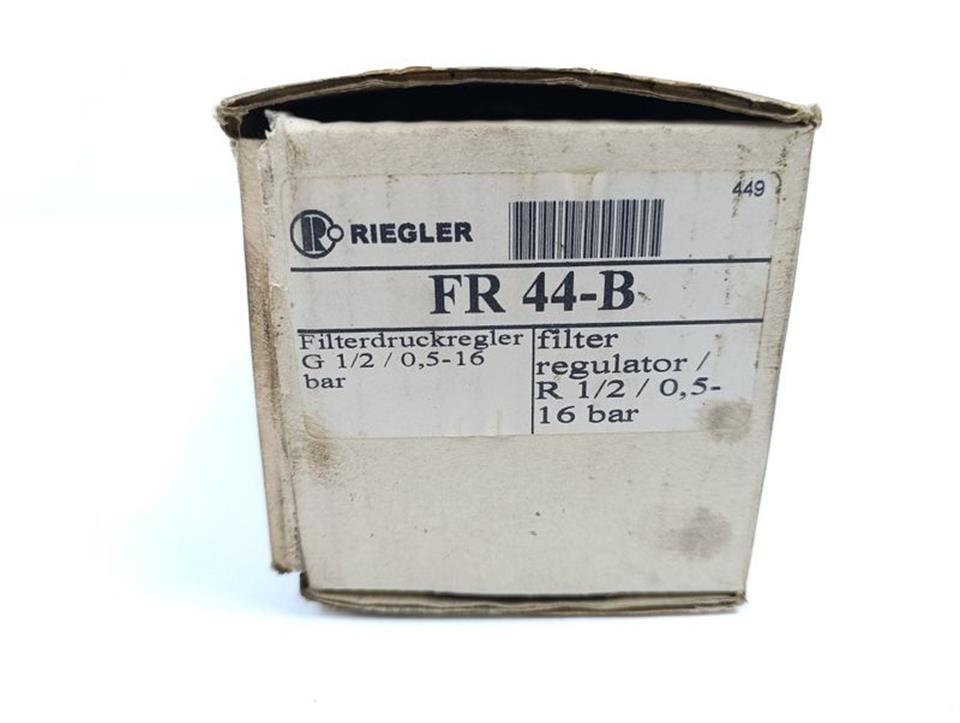 449
R RIEGLER
FR 44-B
Filterdruckregler
G 1/2 / 0,5-16
bar
filter
regulator /
R 1/2 / 0,5-
16 bar